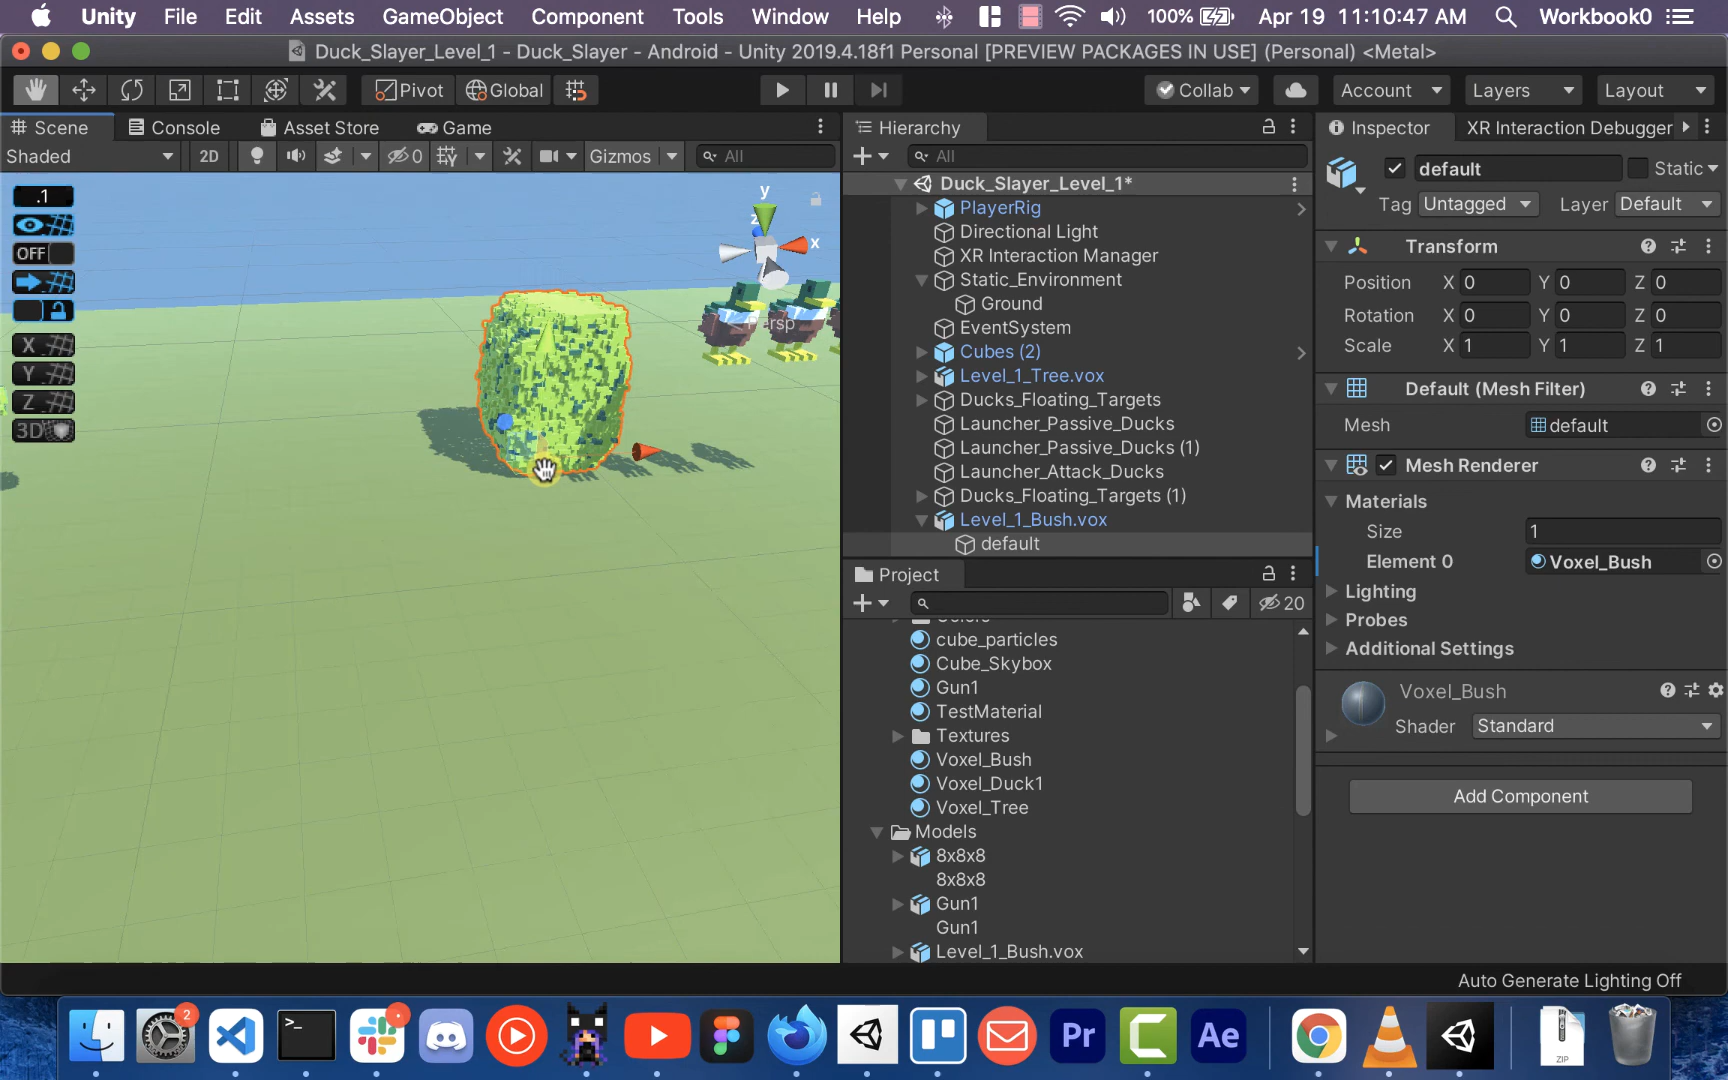 Unity File Edit Assets GameObject Component Tools Window Help 100% Apr 19 11:10:47 AM Workbook0
Duck_Slayer_Level_1 - Duck_Slayer - Android - Unity 2019.4.18f1 Personal [PREVIEW PACKAGES IN USE] (Personal) <Metal>
Pivot Global Collab Account Layers Layout
Scene Console Asset Store Game
Shaded 2D 0 Gizmos All
.1
OFF
X
Y
Z
3D
y
z
x
Persp
Hierarchy
All
Duck_Slayer_Level_1*
PlayerRig
Directional Light
XR Interaction Manager
Static_Environment
Ground
EventSystem
Cubes (2)
Level_1_Tree.vox
Ducks_Floating_Targets
Launcher_Passive_Ducks
Launcher_Passive_Ducks (1)
Launcher_Attack_Ducks
Ducks_Floating_Targets (1)
Level_1_Bush.vox
default
Project
20
cube_particles
Cube_Skybox
Gun1
TestMaterial
Textures
Voxel_Bush
Voxel_Duck1
Voxel_Tree
Models
8x8x8
8x8x8
Gun1
Gun1
Level_1_Bush.vox
Inspector XR Interaction Debugger
default Static
Tag Untagged Layer Default
Transform
Position X 0 Y 0 Z 0
Rotation X 0 Y 0 Z 0
Scale X 1 Y 1 Z 1
Default (Mesh Filter)
Mesh default
Mesh Renderer
Materials
Size 1
Element 0 Voxel_Bush
Lighting
Probes
Additional Settings
Voxel_Bush
Shader Standard
Add Component
Auto Generate Lighting Off
2
>_
Pr
C
Ae
ZIP